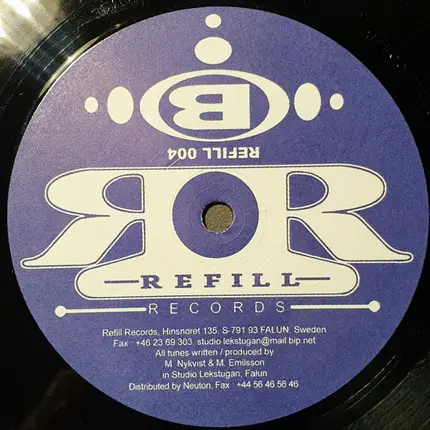 B
REFILL 004
RR
REFILL
RECORDS
Refill Records, Hinsnoret 135, S-791 93 FALUN, Sweden
Fax +46 23 69 303, studio lekstugan@mail bip.net
All tunes written / produced by
M. Nykvist & M. Emilsson
in Studio Lekstugan, Falun
Distributed by Neuton, Fax +44 56 46 56 46